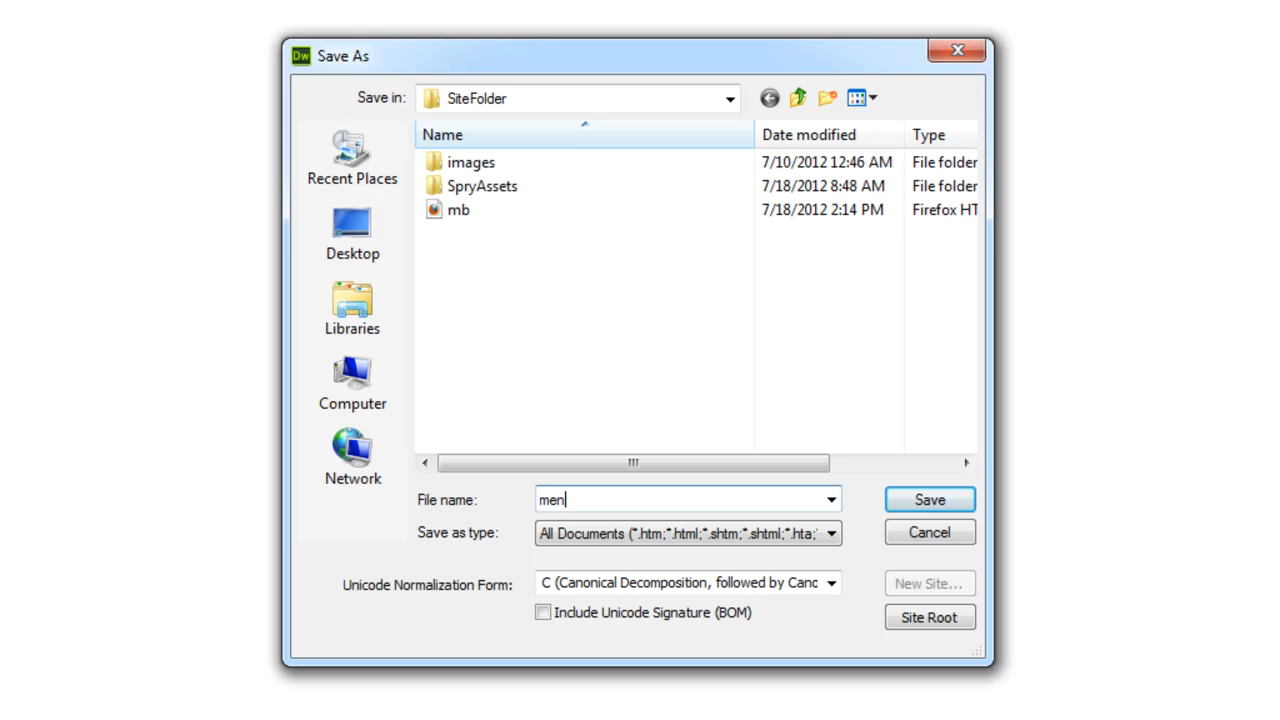 Dw Save As
Save in: SiteFolder
Name Date modified Type
images 7/10/2012 12:46 AM File folder
SpryAssets 7/18/2012 8:48 AM File folder
mb 7/18/2012 2:14 PM Firefox HT
Recent Places
Desktop
Libraries
Computer
Network
File name: men Save
Save as type: All Documents (*.htm;*.html;*.shtm;*.shtml;*.hta; Cancel
Unicode Normalization Form: C (Canonical Decomposition, followed by Canc New Site...
Include Unicode Signature (BOM) Site Root